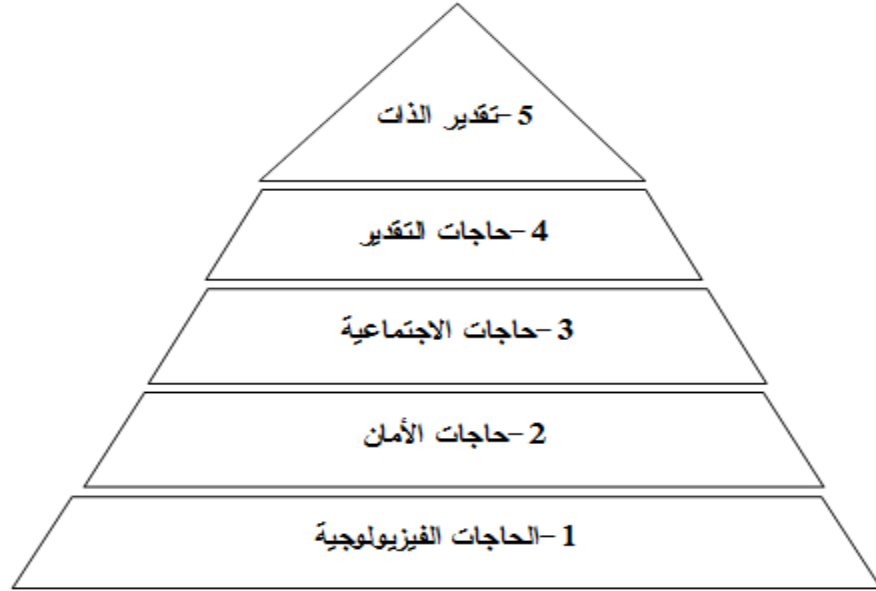 5 -تقدير الذات
4 -حاجات التقدير
3 -حاجات الاجتماعية
2 -حاجات الأمان
1 -الحاجات الفيزيولوجية